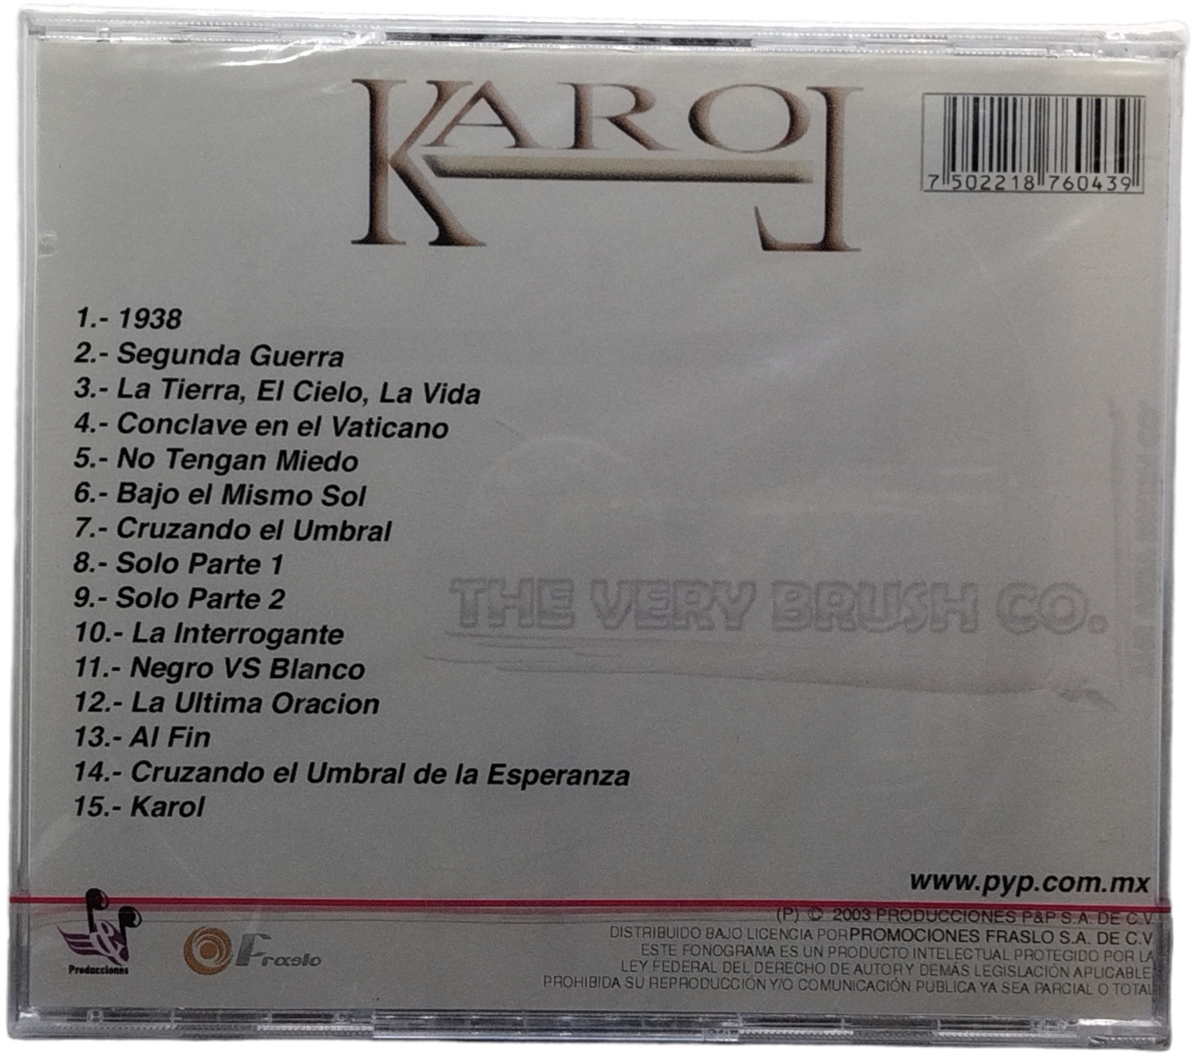 KAROL
7 502218 760439
1.- 1938
2.- Segunda Guerra
3.- La Tierra, El Cielo, La Vida
4.- Conclave en el Vaticano
5.- No Tengan Miedo
6.- Bajo el Mismo Sol
7.- Cruzando el Umbral
8.- Solo Parte 1
9.- Solo Parte 2
10.- La Interrogante
11.- Negro VS Blanco
12.- La Ultima Oracion
13.- Al Fin
14.- Cruzando el Umbral de la Esperanza
15.- Karol
THE VERY BRUSH CO.
www.pyp.com.mx
(P) © 2003 PRODUCCIONES P&P S.A. DE C.V.
DISTRIBUIDO BAJO LICENCIA POR PROMOCIONES FRASLO S.A. DE C.V.
ESTE FONOGRAMA ES UN PRODUCTO INTELECTUAL PROTEGIDO POR LA
LEY FEDERAL DEL DERECHO DE AUTOR Y DEMÁS LEGISLACIÓN APLICABLE
PROHIBIDA SU REPRODUCCIÓN Y/O COMUNICACIÓN PUBLICA YA SEA PARCIAL O TOTAL
Producciones
Fraslo